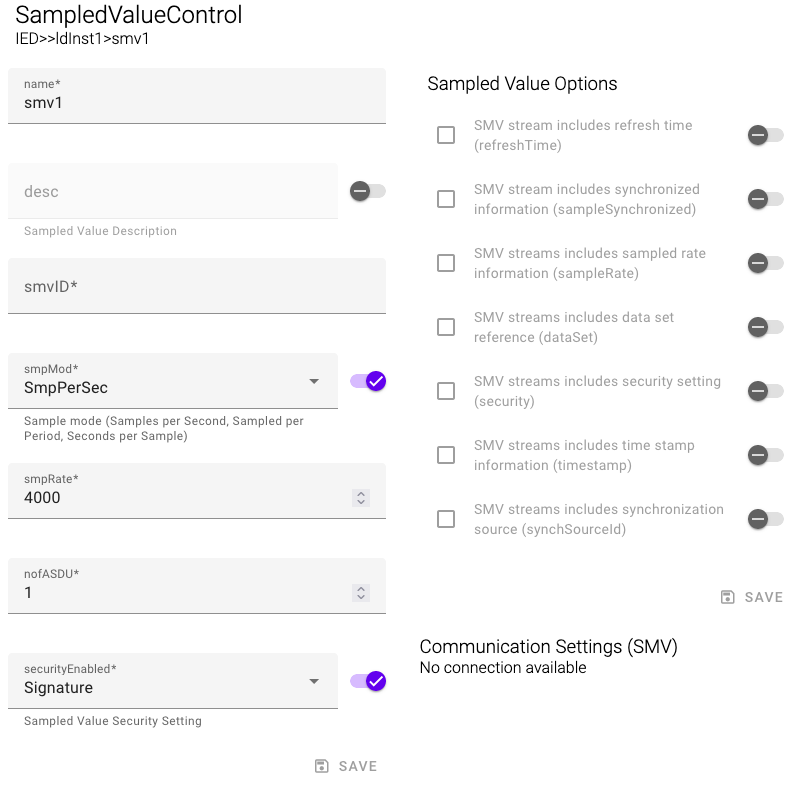 SampledValueControl
IED>>ldInst1>smv1
name*
smv1
desc
Sampled Value Description
smvID*
smpMod*
SmpPerSec
Sample mode (Samples per Second, Sampled per
Period, Seconds per Sample)
smpRate*
4000
nofASDU*
1
securityEnabled*
Signature
Sampled Value Security Setting
SAVE
Sampled Value Options
SMV stream includes refresh time
(refreshTime)
SMV stream includes synchronized
information (sampleSynchronized)
SMV streams includes sampled rate
information (sampleRate)
SMV streams includes data set
reference (dataSet)
SMV streams includes security setting
(security)
SMV streams includes time stamp
information (timestamp)
SMV streams includes synchronization
source (synchSourceId)
SAVE
Communication Settings (SMV)
No connection available